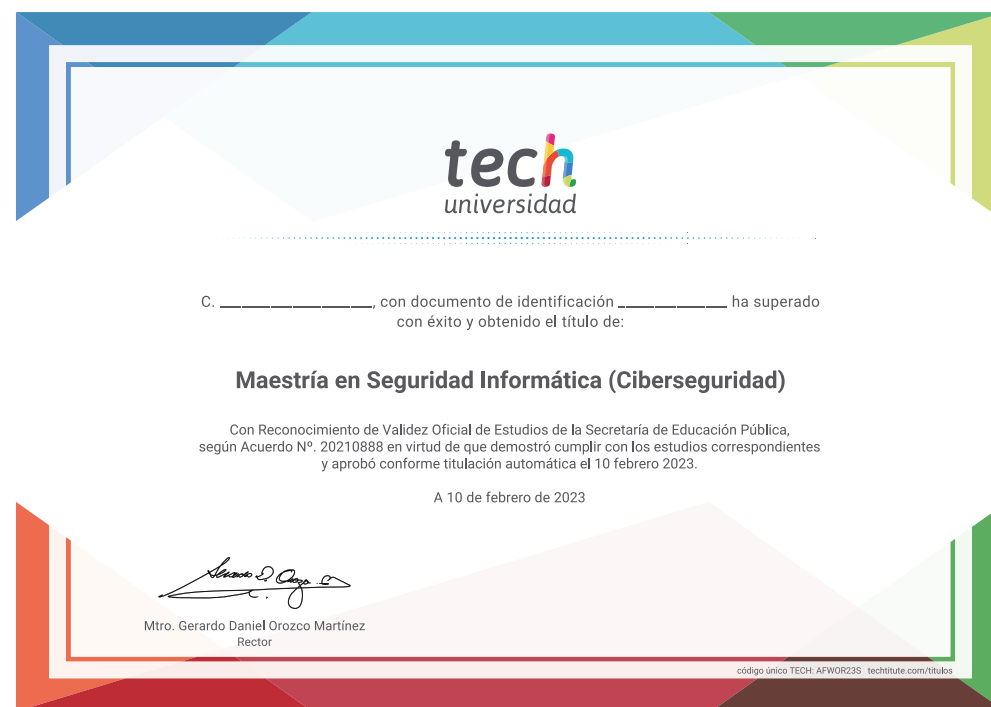 tech
universidad
C. ____________, con documento de identificación _________ ha superado
con éxito y obtenido el título de:
Maestría en Seguridad Informática (Ciberseguridad)
Con Reconocimiento de Validez Oficial de Estudios de la Secretaría de Educación Pública,
según Acuerdo Nº. 20210888 en virtud de que demostró cumplir con los estudios correspondientes
y aprobó conforme titulación automática el 10 febrero 2023.
A 10 de febrero de 2023
Mtro. Gerardo Daniel Orozco Martínez
Rector
código único TECH: AFWOR23S techtitute.com/titulos